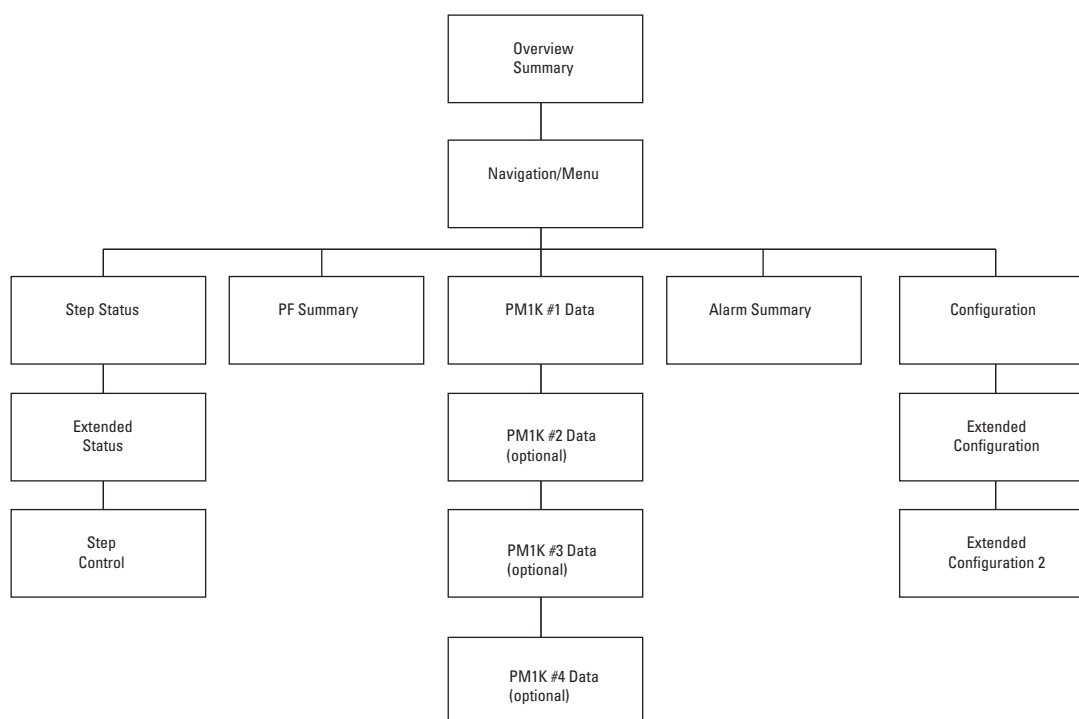 Overview
Summary
Navigation/Menu
Step Status
PF Summary
PM1K #1 Data
Alarm Summary
Configuration
Extended
Status
PM1K #2 Data
(optional)
Extended
Configuration
Step
Control
PM1K #3 Data
(optional)
Extended
Configuration 2
PM1K #4 Data
(optional)